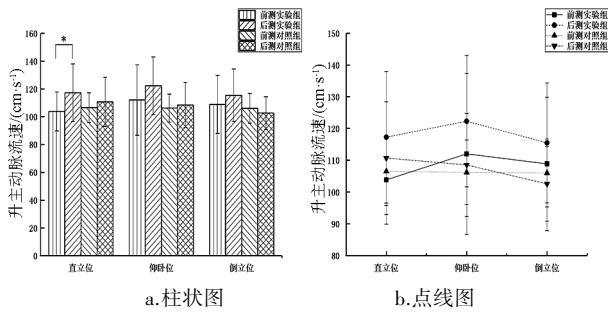 前测实验组
后测实验组
前测对照组
后测对照组
*
160
140
120
100
80
60
40
20
0
升主动脉流速/(cm·s⁻¹)
直立位
仰卧位
倒立位
a.柱状图
前测实验组
后测实验组
前测对照组
后测对照组
150
140
130
120
110
100
90
80
升主动脉流速/(cm·s⁻¹)
直立位
仰卧位
倒立位
b.点线图